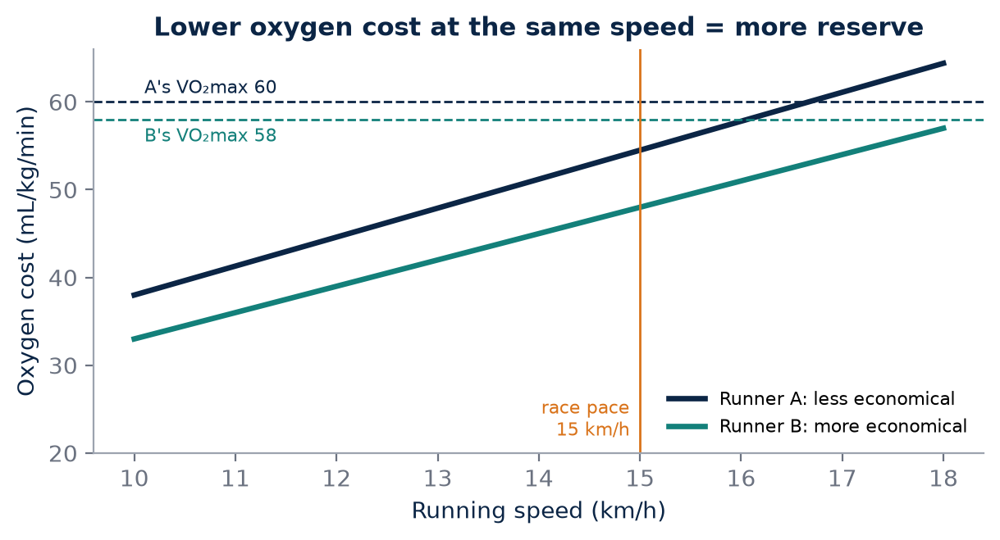 Lower oxygen cost at the same speed = more reserve
Oxygen cost (mL/kg/min)
60
50
40
30
20
A's VO₂max 60
B's VO₂max 58
race pace
15 km/h
Runner A: less economical
Runner B: more economical
10 11 12 13 14 15 16 17 18
Running speed (km/h)